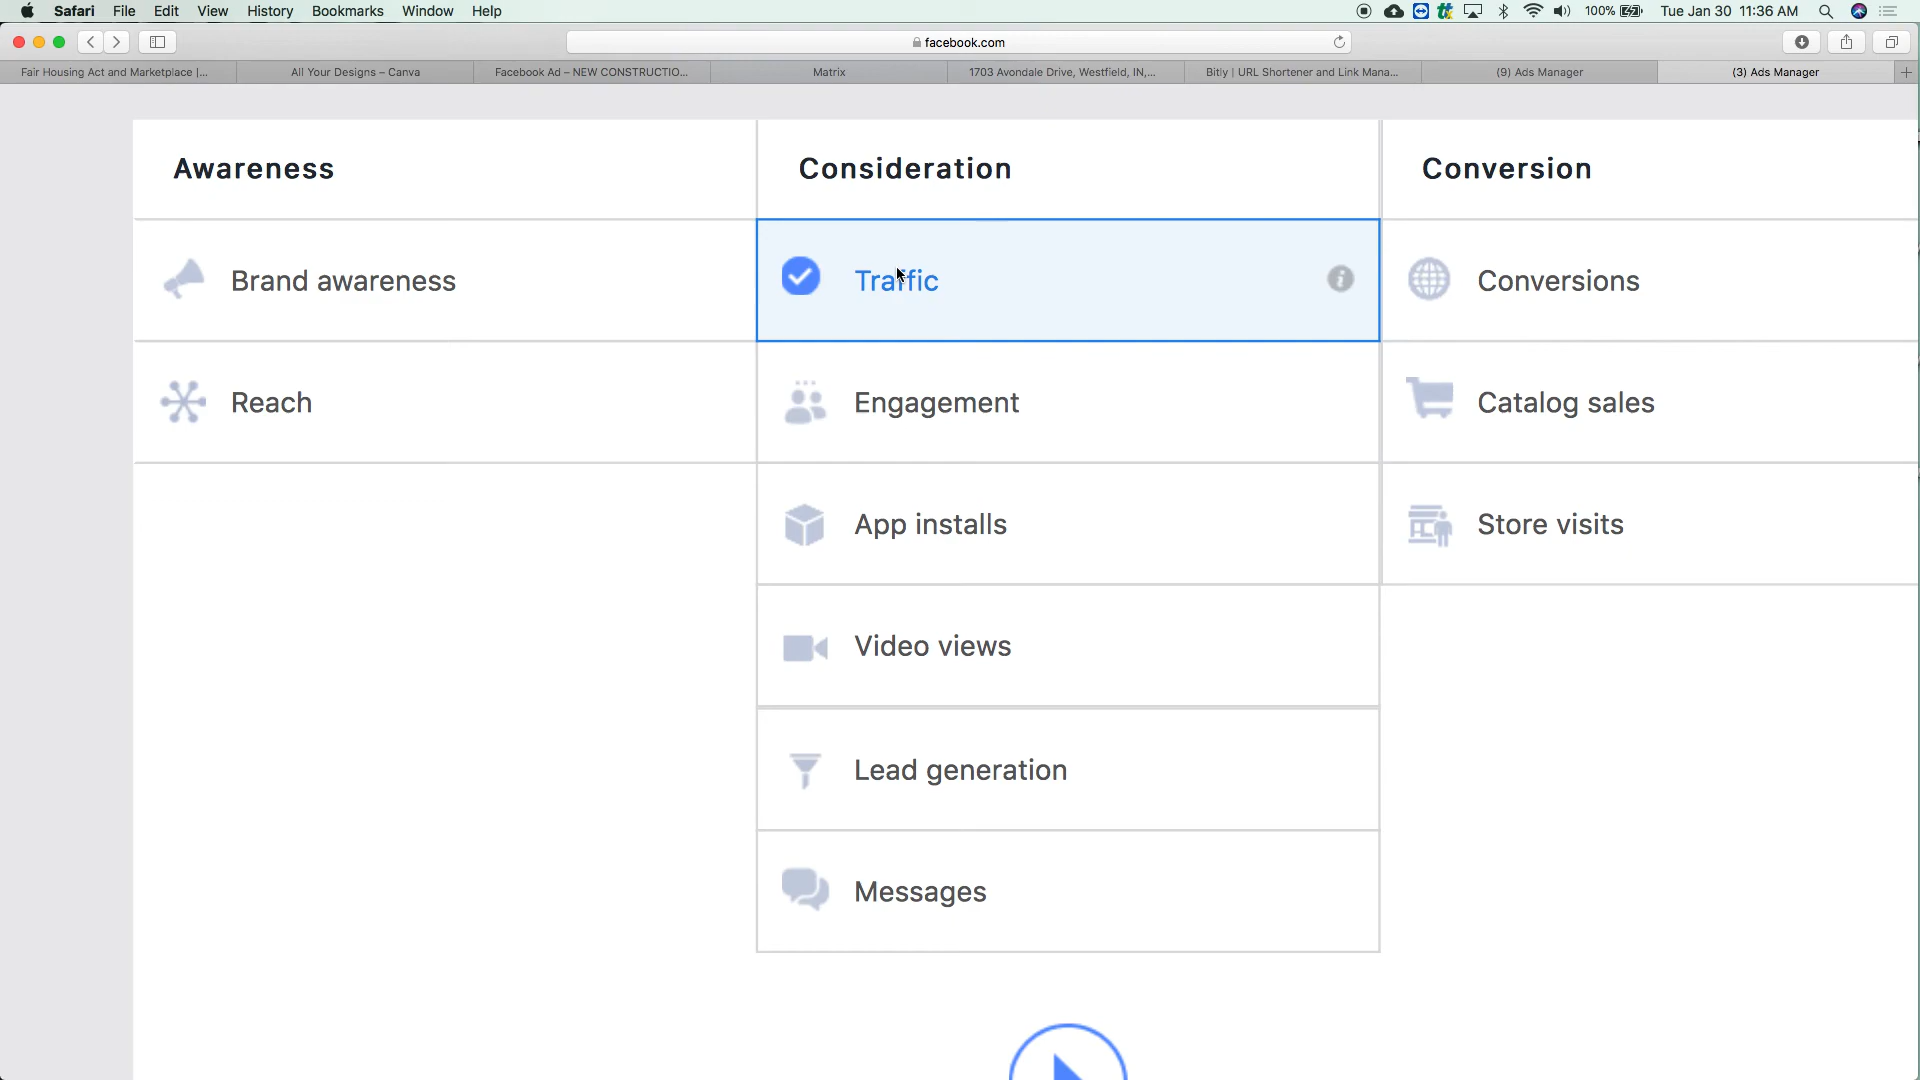 Safari File Edit View History Bookmarks Window Help 100% Tue Jan 30 11:36 AM
facebook.com
Fair Housing Act and Marketplace |... All Your Designs – Canva Facebook Ad – NEW CONSTRUCTIO... Matrix 1703 Avondale Drive, Westfield, IN,... Bitly | URL Shortener and Link Mana... (9) Ads Manager (3) Ads Manager
Awareness Consideration Conversion
Brand awareness Traffic Conversions
Reach Engagement Catalog sales
App installs Store visits
Video views
Lead generation
Messages